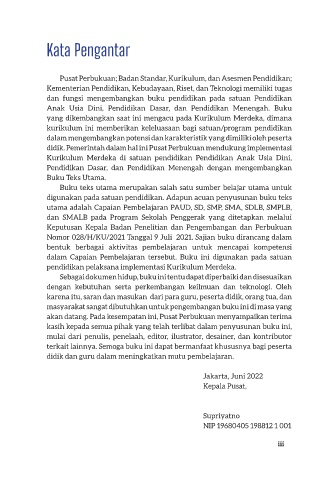 Kata Pengantar
Pusat Perbukuan; Badan Standar, Kurikulum, dan Asesmen Pendidikan;
Kementerian Pendidikan, Kebudayaan, Riset, dan Teknologi memiliki tugas
dan fungsi mengembangkan buku pendidikan pada satuan Pendidikan
Anak Usia Dini, Pendidikan Dasar, dan Pendidikan Menengah. Buku
yang dikembangkan saat ini mengacu pada Kurikulum Merdeka, dimana
kurikulum ini memberikan keleluasaan bagi satuan/program pendidikan
dalam mengembangkan potensi dan karakteristik yang dimiliki oleh peserta
didik. Pemerintah dalam hal ini Pusat Perbukuan mendukung implementasi
Kurikulum Merdeka di satuan pendidikan Pendidikan Anak Usia Dini,
Pendidikan Dasar, dan Pendidikan Menengah dengan mengembangkan
Buku Teks Utama.
Buku teks utama merupakan salah satu sumber belajar utama untuk
digunakan pada satuan pendidikan. Adapun acuan penyusunan buku teks
utama adalah Capaian Pembelajaran PAUD, SD, SMP, SMA, SDLB, SMPLB,
dan SMALB pada Program Sekolah Penggerak yang ditetapkan melalui
Keputusan Kepala Badan Penelitian dan Pengembangan dan Perbukuan
Nomor 028/H/KU/2021 Tanggal 9 Juli 2021. Sajian buku dirancang dalam
bentuk berbagai aktivitas pembelajaran untuk mencapai kompetensi
dalam Capaian Pembelajaran tersebut. Buku ini digunakan pada satuan
pendidikan pelaksana implementasi Kurikulum Merdeka.
Sebagai dokumen hidup, buku ini tentu dapat diperbaiki dan disesuaikan
dengan kebutuhan serta perkembangan keilmuan dan teknologi. Oleh
karena itu, saran dan masukan dari para guru, peserta didik, orang tua, dan
masyarakat sangat dibutuhkan untuk pengembangan buku ini di masa yang
akan datang. Pada kesempatan ini, Pusat Perbukuan menyampaikan terima
kasih kepada semua pihak yang telah terlibat dalam penyusunan buku ini,
mulai dari penulis, penelaah, editor, ilustrator, desainer, dan kontributor
terkait lainnya. Semoga buku ini dapat bermanfaat khususnya bagi peserta
didik dan guru dalam meningkatkan mutu pembelajaran.
Jakarta, Juni 2022
Kepala Pusat,
Supriyatno
NIP 19680405 198812 1 001
iii